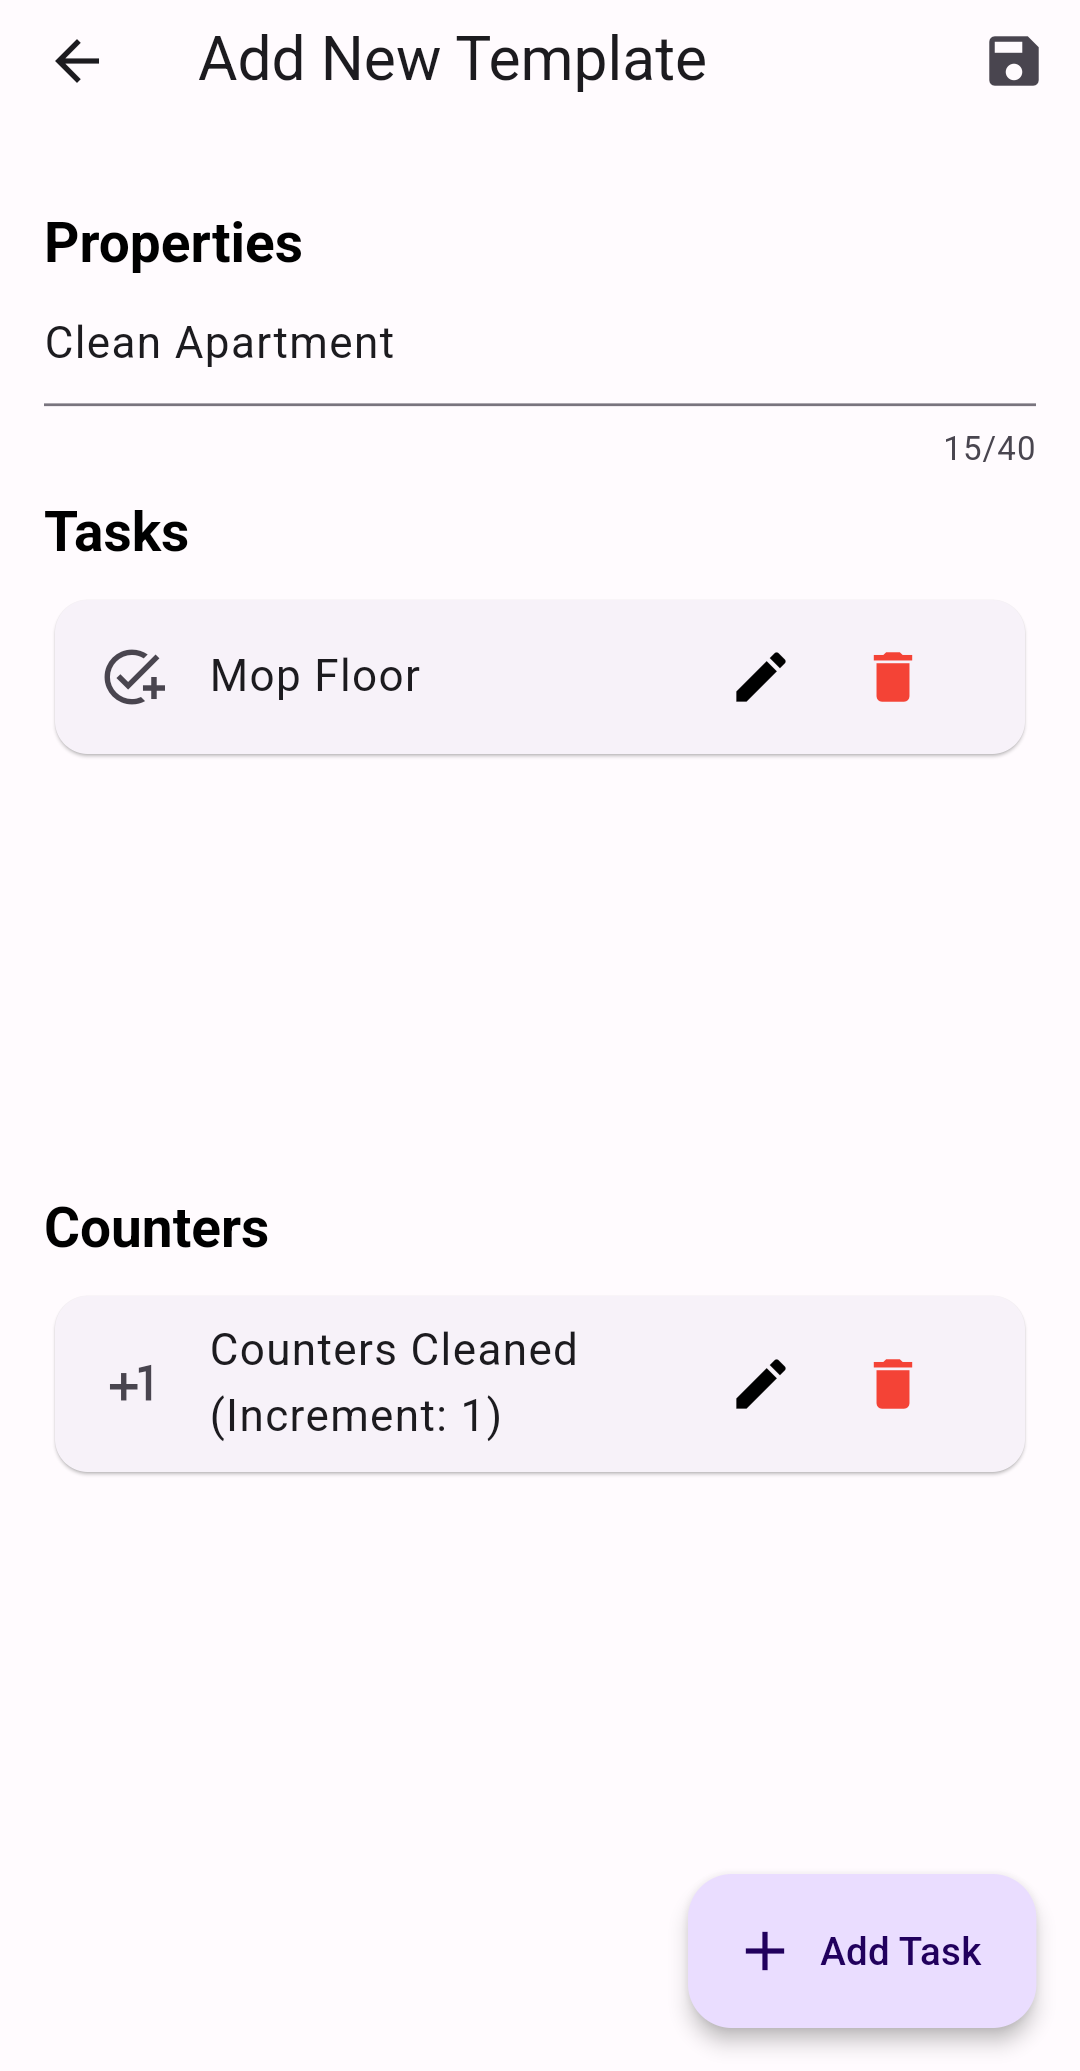 Add New Template
Properties
Clean Apartment
15/40
Tasks
Mop Floor
Counters
+1
Counters Cleaned
(Increment: 1)
Add Task